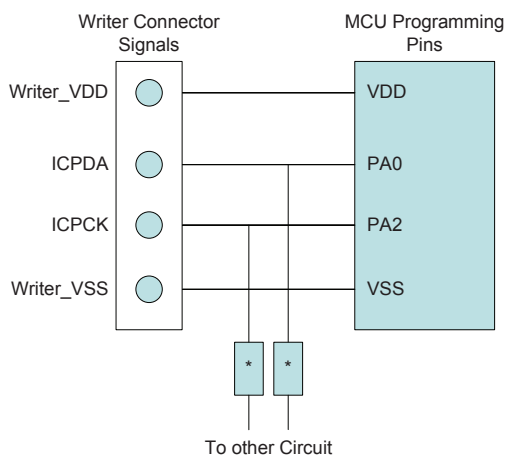 Writer Connector
Signals
MCU Programming
Pins
Writer_VDD
VDD
ICPDA
PA0
ICPCK
PA2
Writer_VSS
VSS
* *
To other Circuit